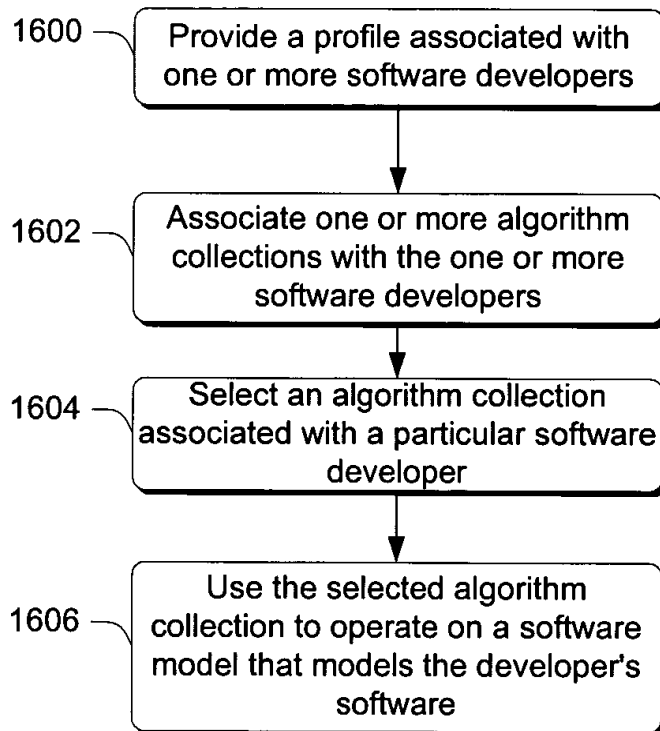 1600
Provide a profile associated with
one or more software developers
1602
Associate one or more algorithm
collections with the one or more
software developers
1604
Select an algorithm collection
associated with a particular software
developer
1606
Use the selected algorithm
collection to operate on a software
model that models the developer's
software